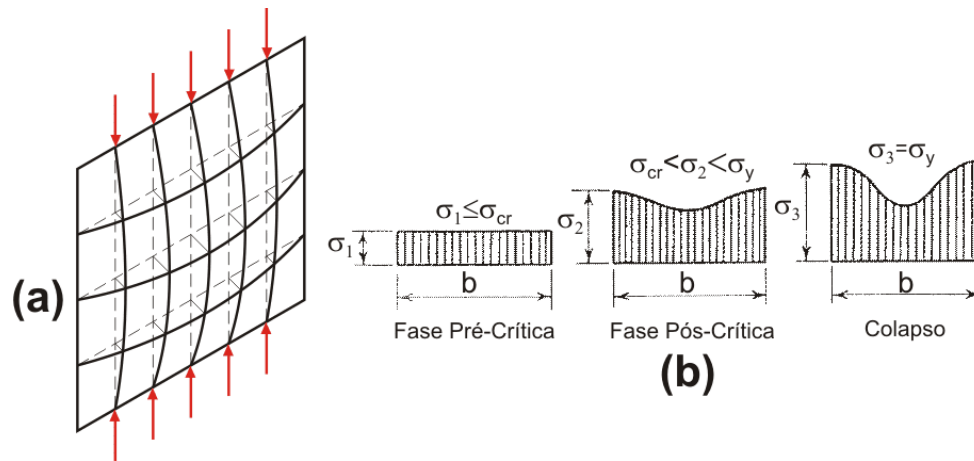 (a)
σ₁≤σcr
σ₁
b
Fase Pré-Crítica
σcr<σ₂<σy
σ₂
b
Fase Pós-Crítica
σ₃=σy
σ₃
b
Colapso
(b)